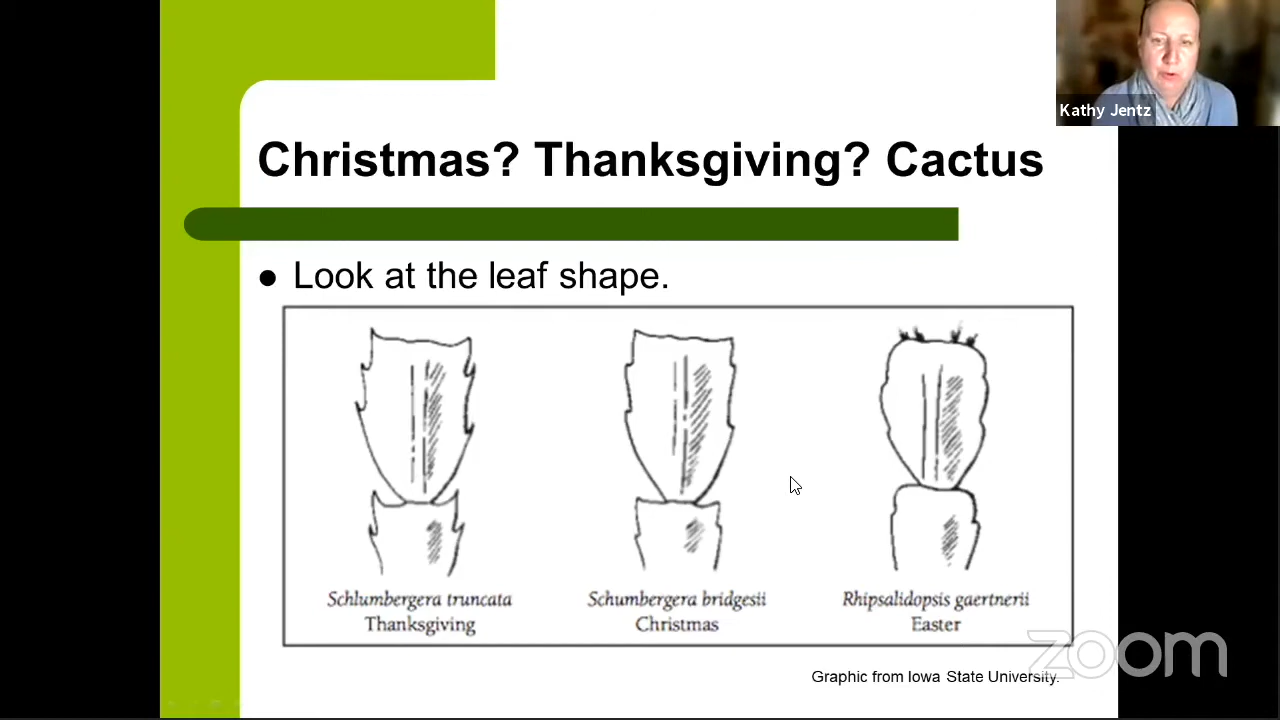 Kathy Jentz
Christmas? Thanksgiving? Cactus
● Look at the leaf shape.
Schlumbergera truncata
Thanksgiving
Schumbergera bridgesii
Christmas
Rhipsalidopsis gaertnerii
Easter
zoom
Graphic from Iowa State University.